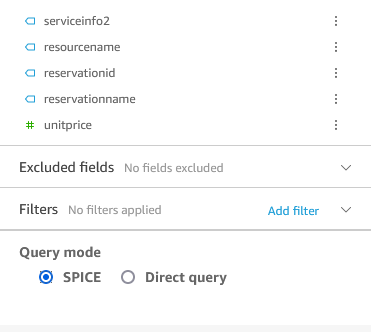 serviceinfo2
resourcename
reservationid
reservationname
# unitprice
Excluded fields No fields excluded
Filters No filters applied Add filter
Query mode
SPICE Direct query